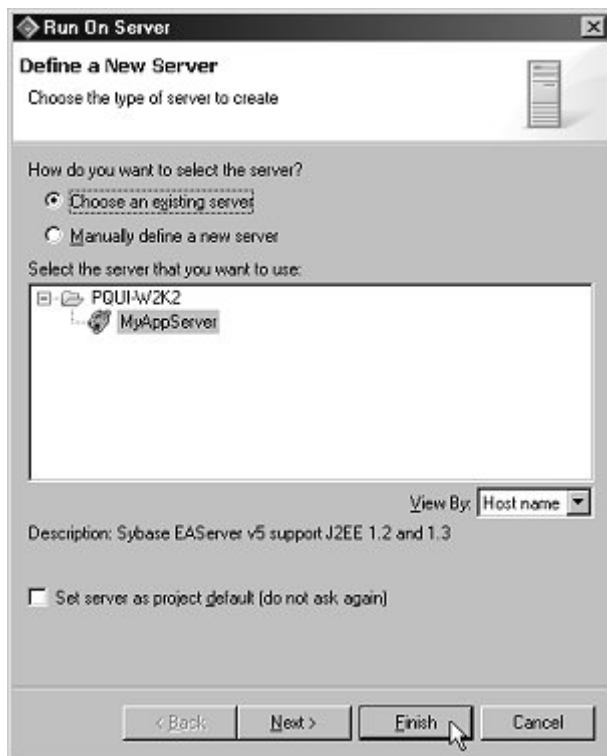 Run On Server
Define a New Server
Choose the type of server to create
How do you want to select the server?
Choose an existing server
Manually define a new server
Select the server that you want to use:
PQUI-W2K2
MyAppServer
View By: Host name
Description: Sybase EAServer v5 support J2EE 1.2 and 1.3
Set server as project default (do not ask again)
< Back Next > Finish Cancel